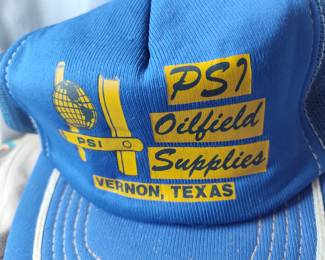 PSI
Oilfield
Supplies
PSI
VERNON, TEXAS